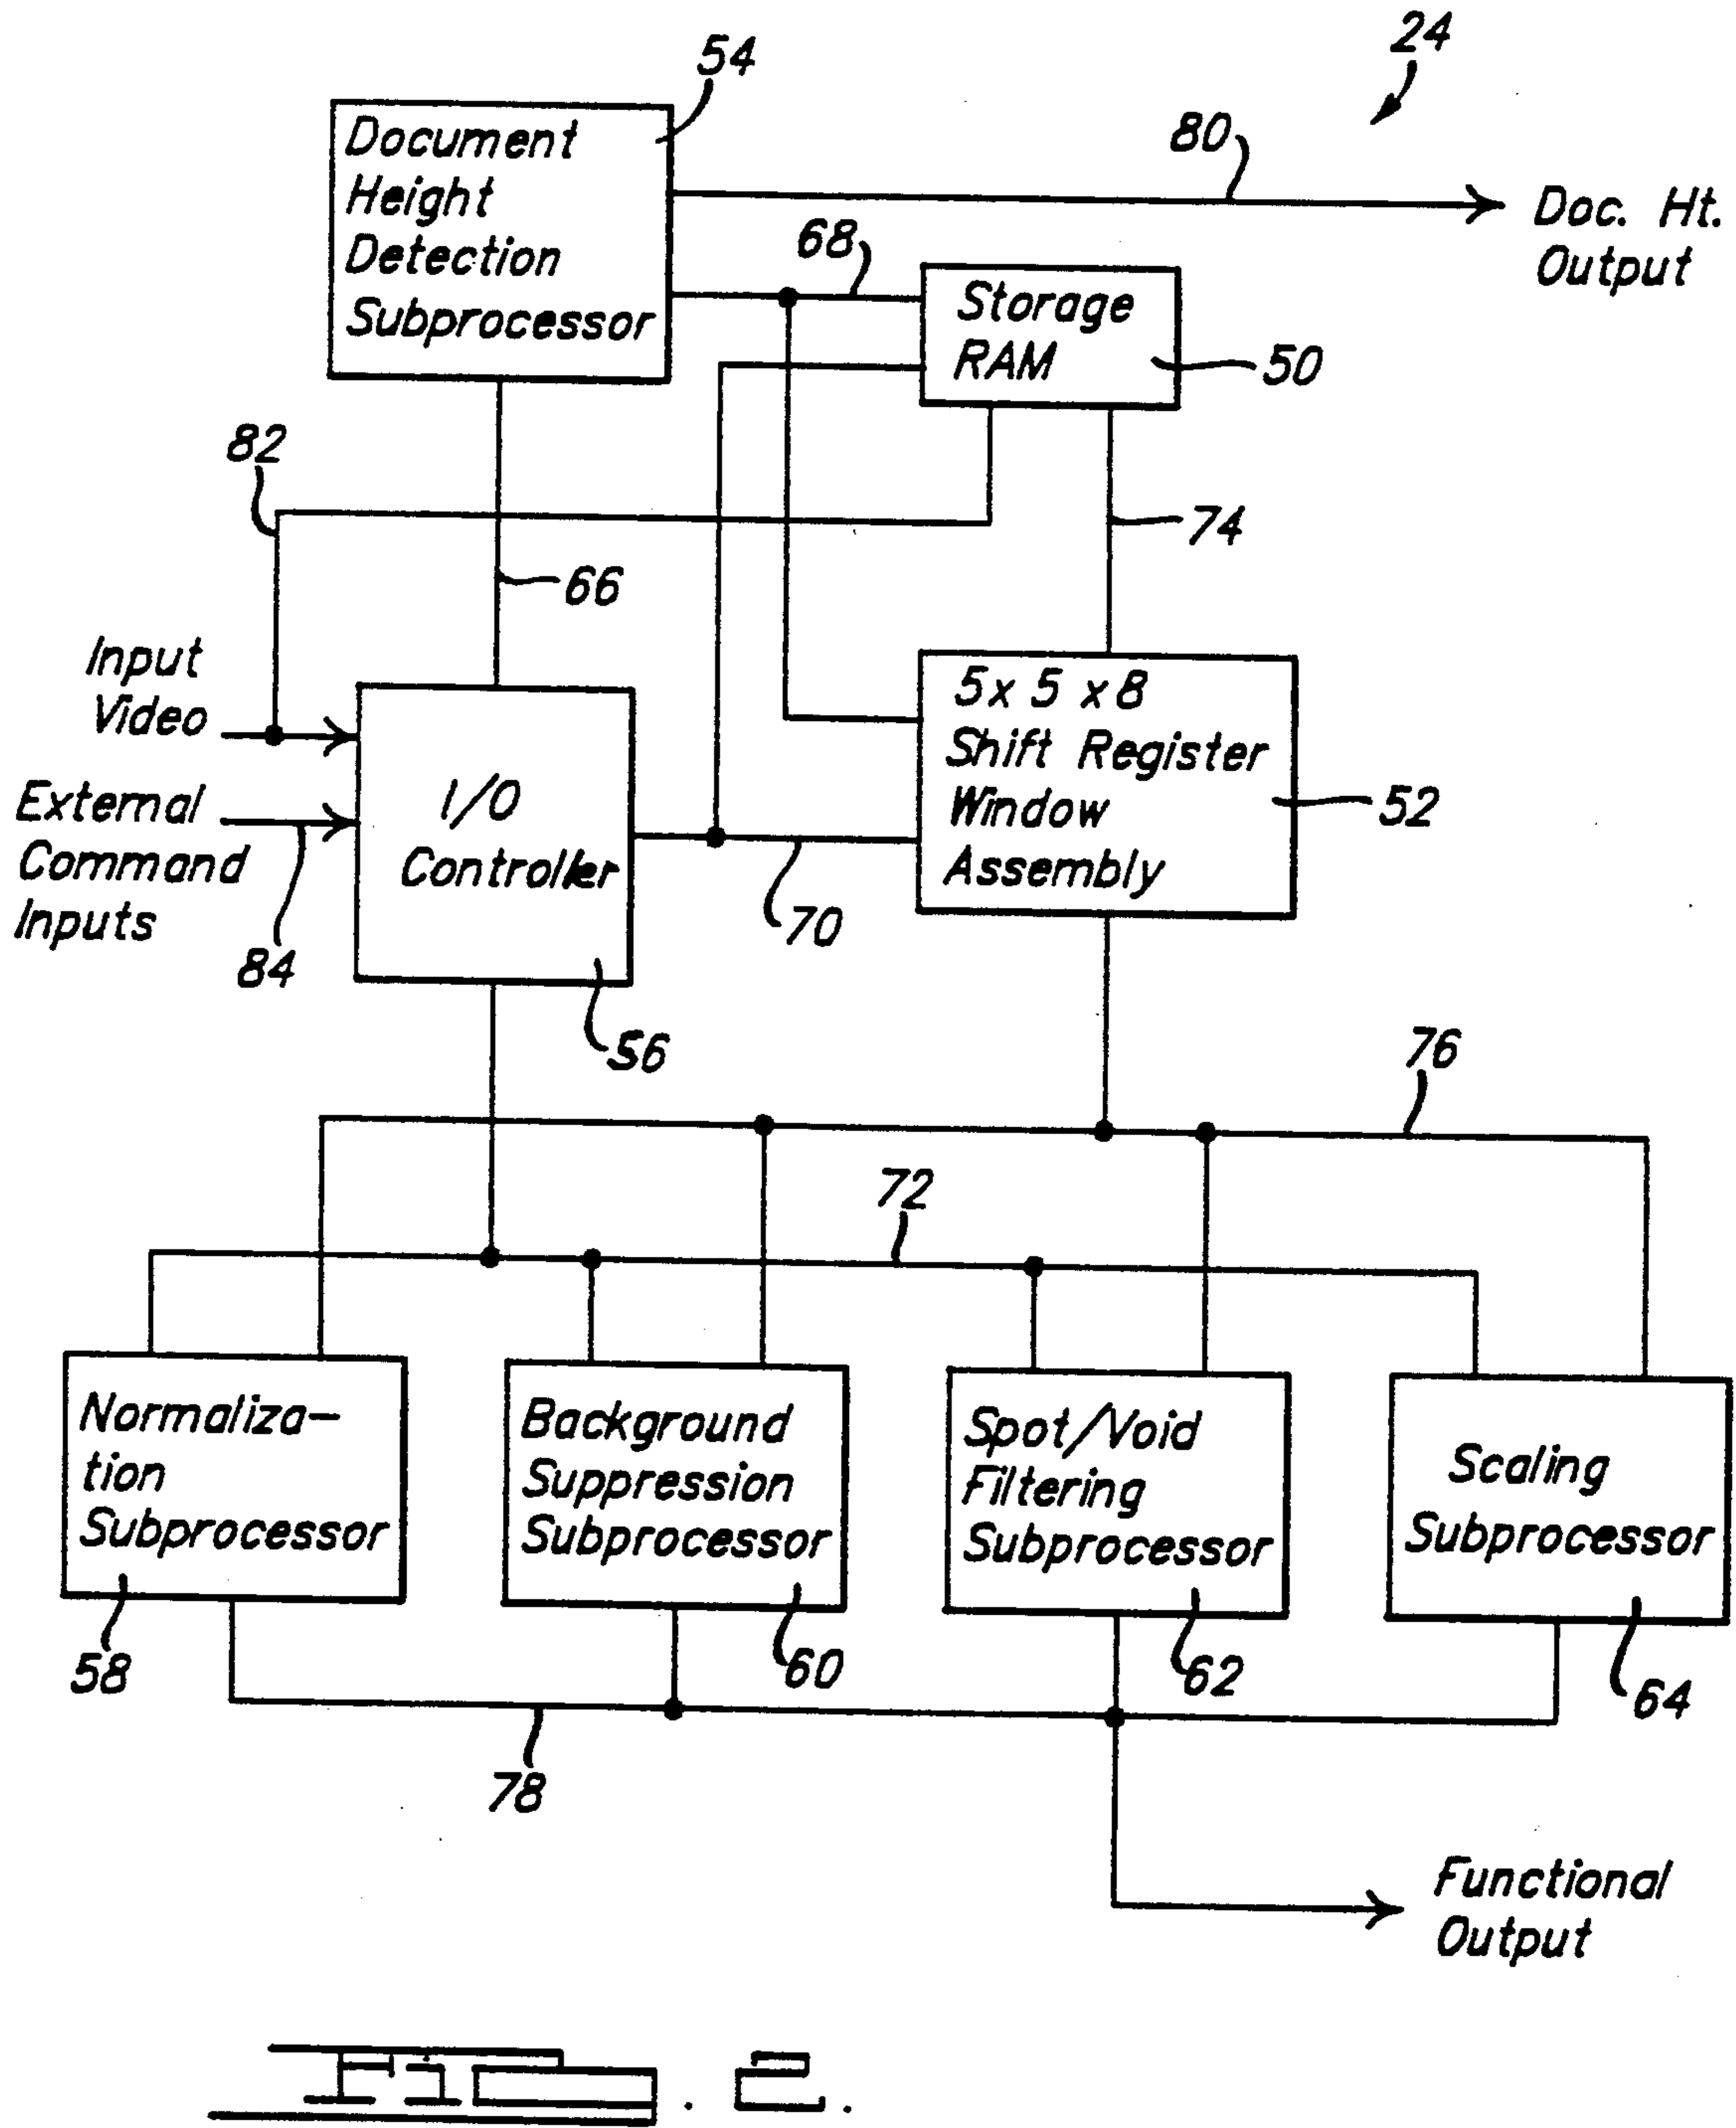 24
54
Document
Height
Detection
Subprocessor
80
Doc. Ht.
Output
68
Storage
RAM
50
82
74
66
Input
Video
External
Command
Inputs
84
I/O
Controller
56
70
5 x 5 x 8
Shift Register
Window
Assembly
52
76
72
Normaliza-
tion
Subprocessor
58
Background
Suppression
Subprocessor
60
Spot/Void
Filtering
Subprocessor
62
Scaling
Subprocessor
64
78
Functional
Output
FIG. 2.